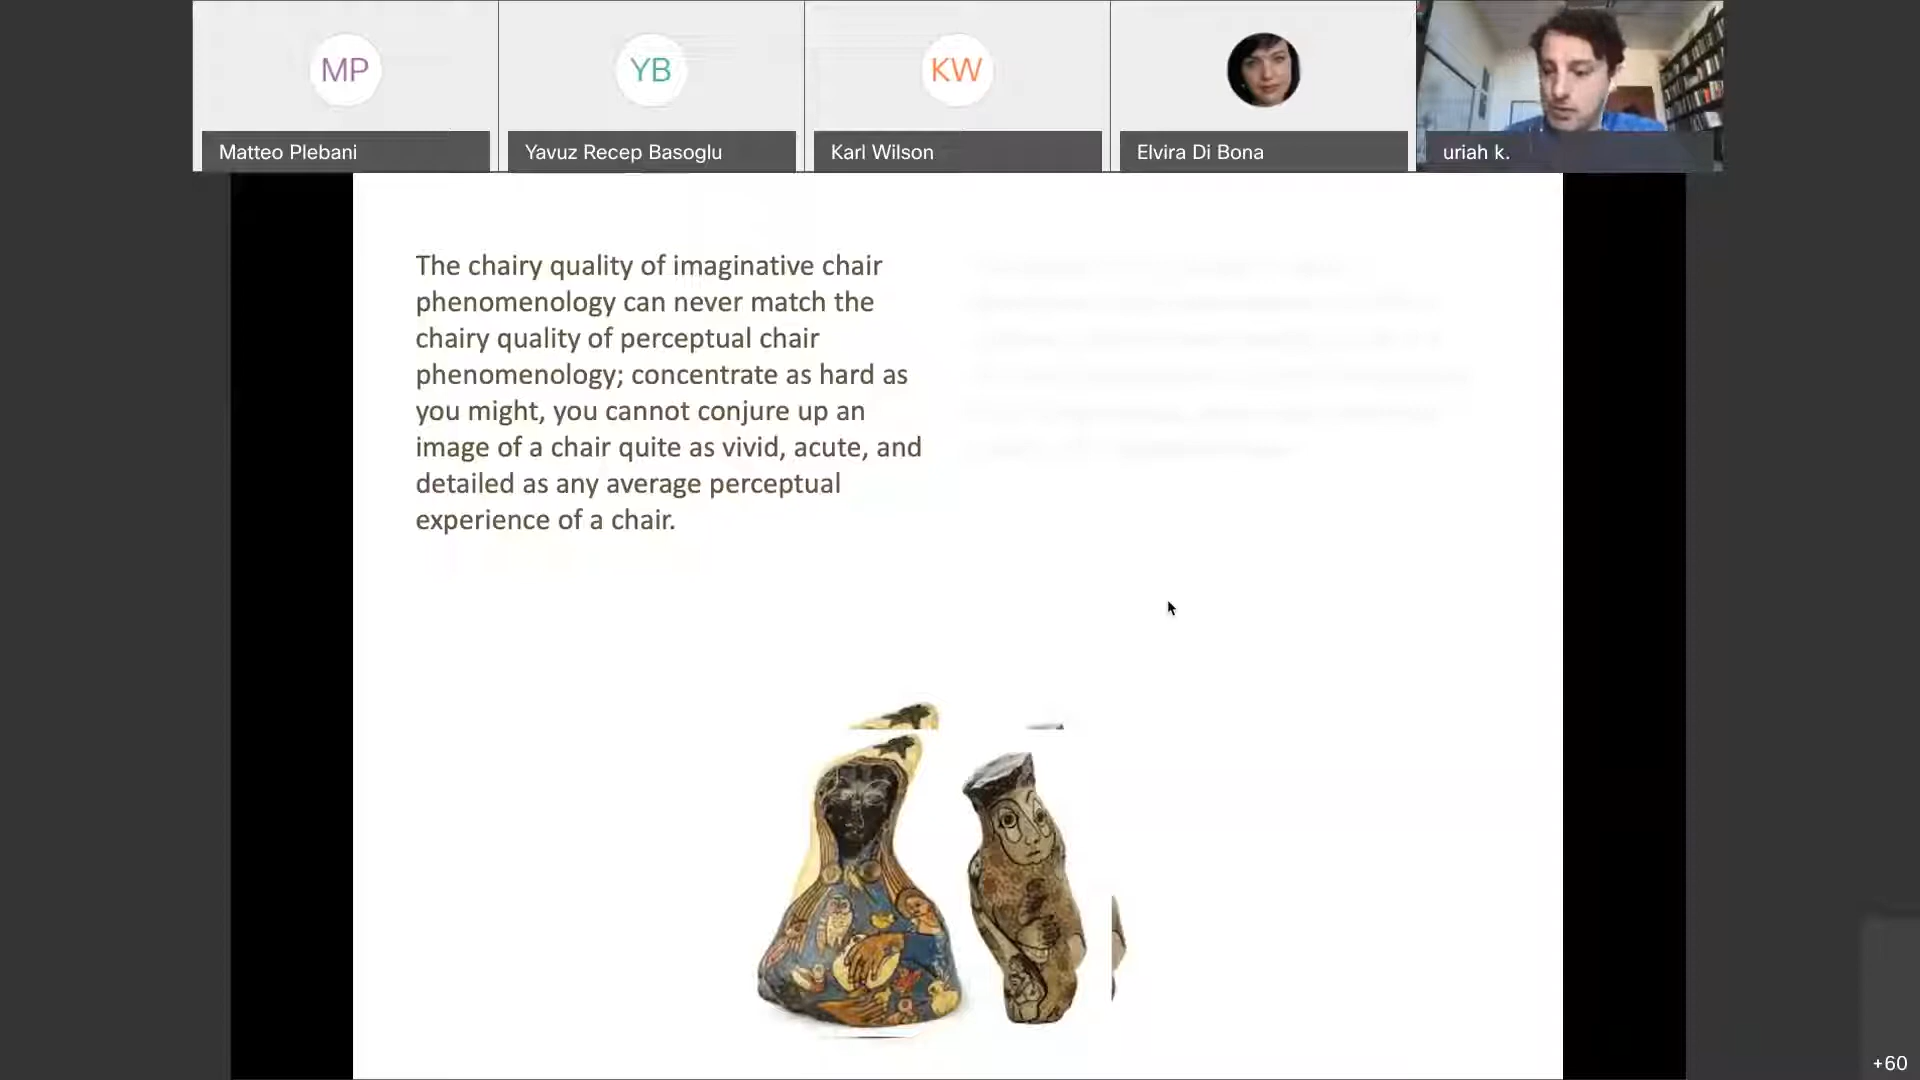 MP
YB
KW
Matteo Plebani
Yavuz Recep Basoglu
Karl Wilson
Elvira Di Bona
uriah k.
The chairy quality of imaginative chair
phenomenology can never match the
chairy quality of perceptual chair
phenomenology; concentrate as hard as
you might, you cannot conjure up an
image of a chair quite as vivid, acute, and
detailed as any average perceptual
experience of a chair.
+60